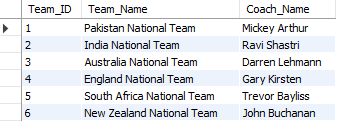 Team_ID Team_Name Coach_Name
1 Pakistan National Team Mickey Arthur
2 India National Team Ravi Shastri
3 Australia National Team Darren Lehmann
4 England National Team Gary Kirsten
5 South Africa National Team Trevor Bayliss
6 New Zealand National Team John Buchanan